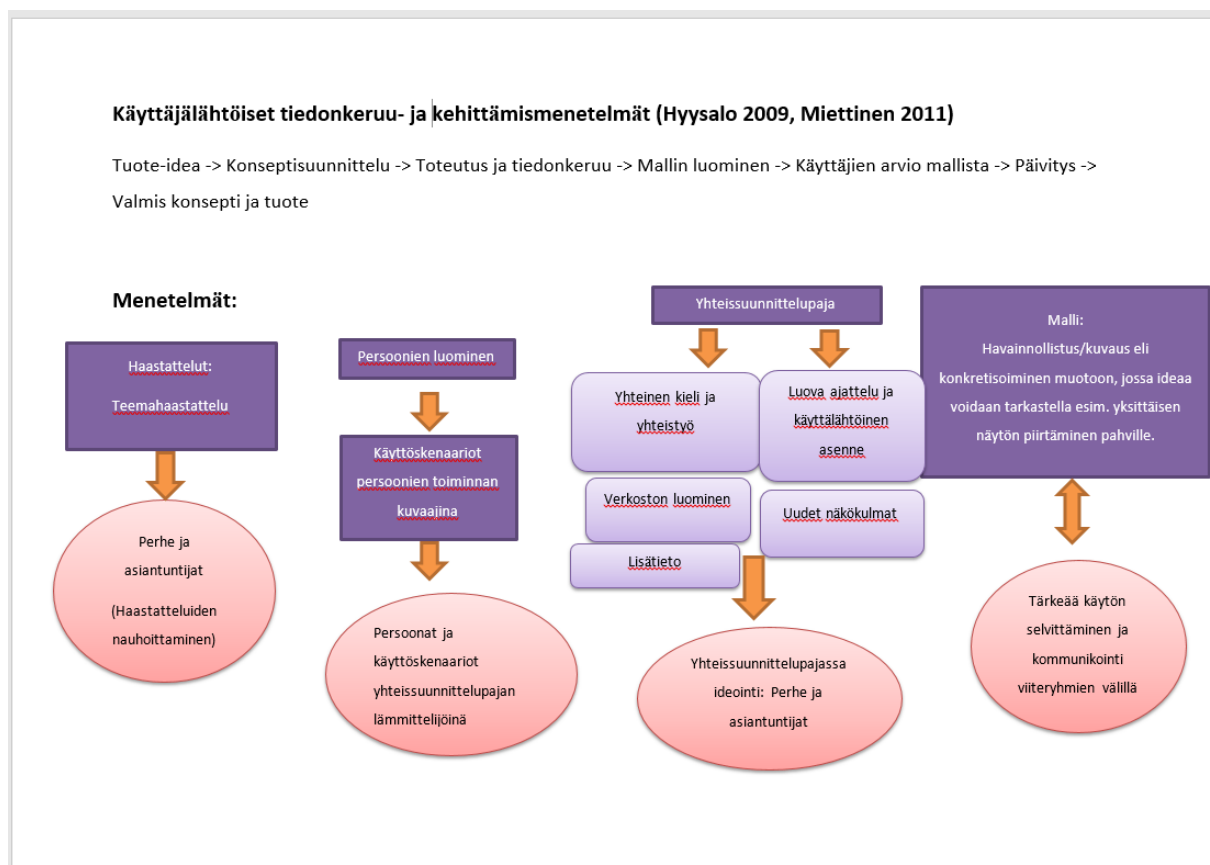 Käyttäjälähtöiset tiedonkeruu- ja kehittämismenetelmät (Hyysalo 2009, Miettinen 2011)
Tuote-idea -> Konseptisuunnittelu -> Toteutus ja tiedonkeruu -> Mallin luominen -> Käyttäjien arvio mallista -> Päivitys ->
Valmis konsepti ja tuote
Menetelmät:
Haastattelut:
Teemahaastattelu
Perhe ja
asiantuntijat
(Haastatteluiden
nauhoittaminen)
Persoonien luominen
Käyttöskenaariot
persoonien toiminnan
kuvaajina
Persoonat ja
käyttöskenaariot
yhteissuunnittelupajan
lämmittelijöinä
Yhteissuunnittelupaja
Yhteinen kieli ja
yhteistyö
Luova ajattelu ja
käyttälähtöinen
asenne
Verkoston luominen
Uudet näkökulmat
Lisätieto
Yhteissuunnittelupajassa
ideointi: Perhe ja
asiantuntijat
Malli:
Havainnollistus/kuvaus eli
konkretisoiminen muotoon, jossa ideaa
voidaan tarkastella esim. yksittäisen
näytön piirtäminen pahville.
Tärkeää käytön
selvittäminen ja
kommunikointi
viiteryhmien välillä